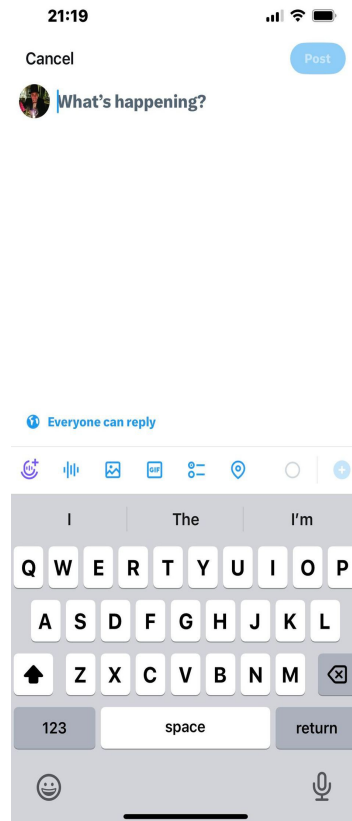 21:19
Cancel
Post
What's happening?
Everyone can reply
GIF
I The I'm
Q W E R T Y U I O P
A S D F G H J K L
Z X C V B N M
123 space return